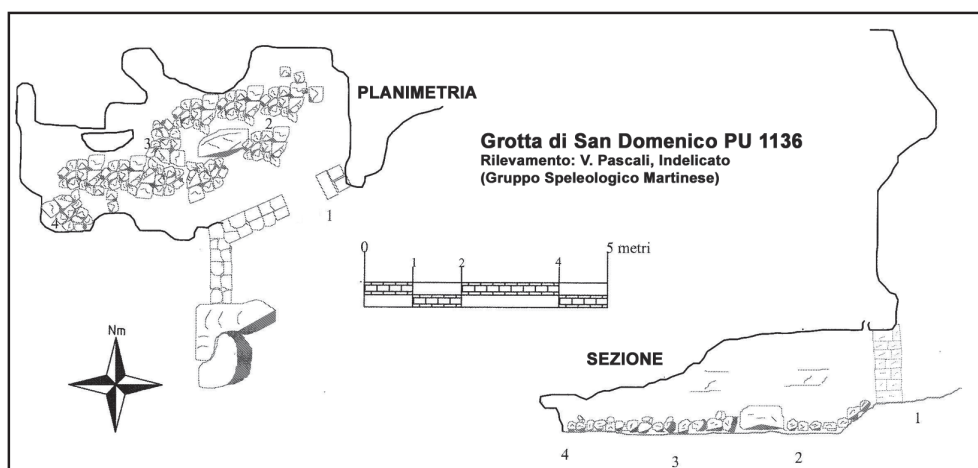 PLANIMETRIA
2
3
4
1
Grotta di San Domenico PU 1136
Rilevamento: V. Pascali, Indelicato
(Gruppo Speleologico Martinese)
0 1 2 4 5 metri
Nm
SEZIONE
4 3 2 1